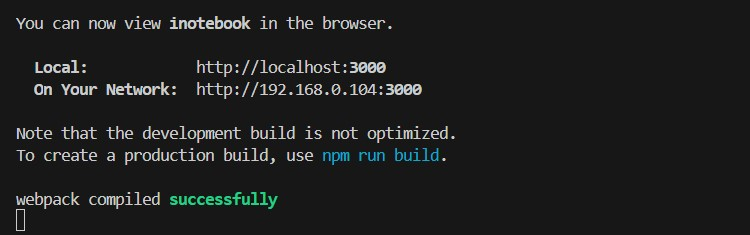 You can now view inotebook in the browser.
Local: http://localhost:3000
On Your Network: http://192.168.0.104:3000
Note that the development build is not optimized.
To create a production build, use npm run build.
webpack compiled successfully